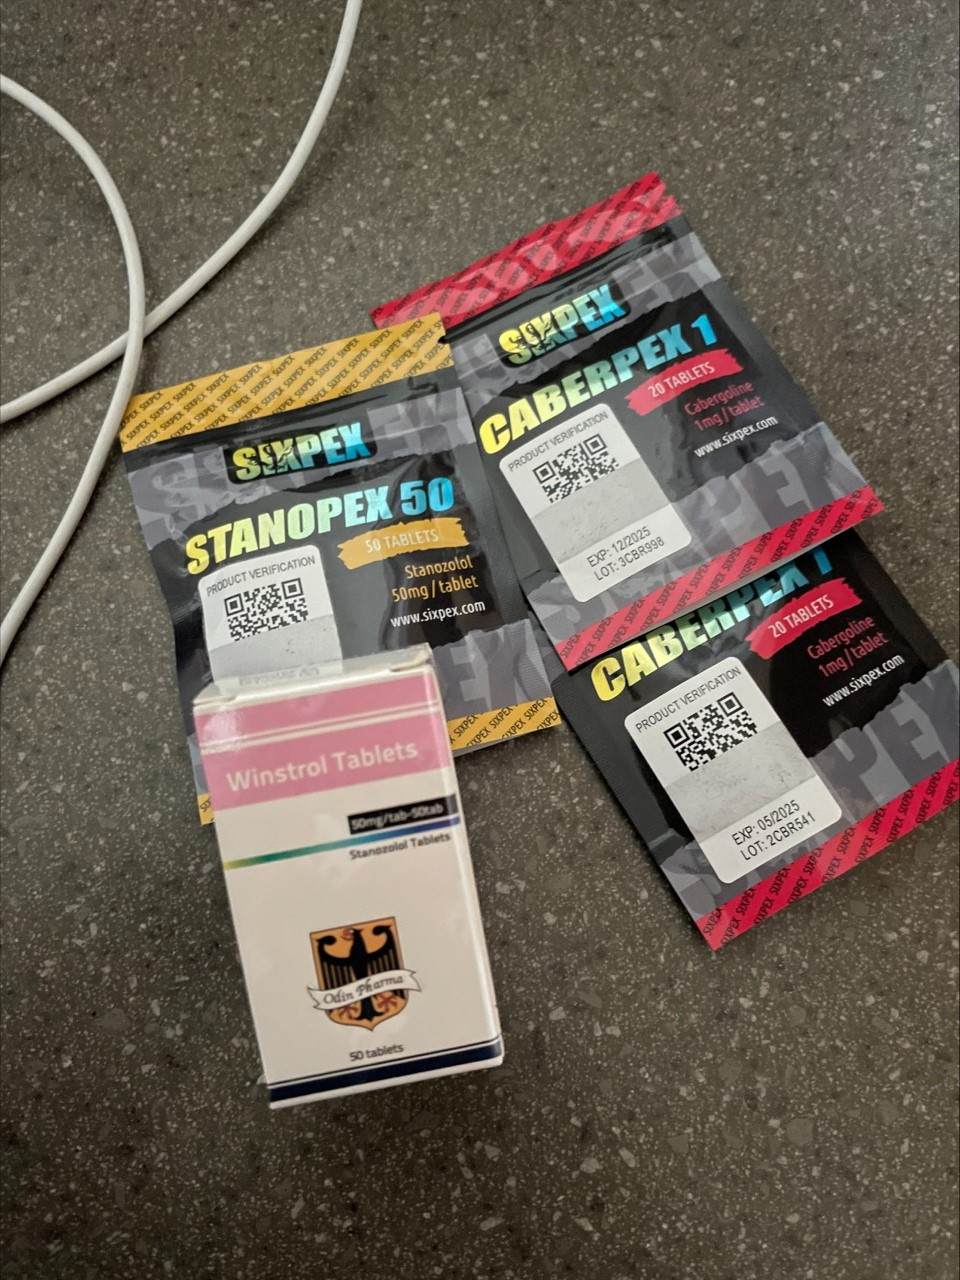 SIXPEX
CABERPEX 1
20 TABLETS
Cabergoline
1mg / tablet
www.sixpex.com
PRODUCT VERIFICATION
EXP: 12/2025
LOT: 3CBR998
SIXPEX
STANOPEX 50
50 TABLETS
Stanozolol
50mg / tablet
www.sixpex.com
PRODUCT VERIFICATION
CABERPEX 1
20 TABLETS
Cabergoline
1mg / tablet
www.sixpex.com
PRODUCT VERIFICATION
EXP: 05/2025
LOT: 2CBR541
Winstrol Tablets
50mg/tab-50tab
Stanozolol Tablets
Odin Pharma
50 tablets